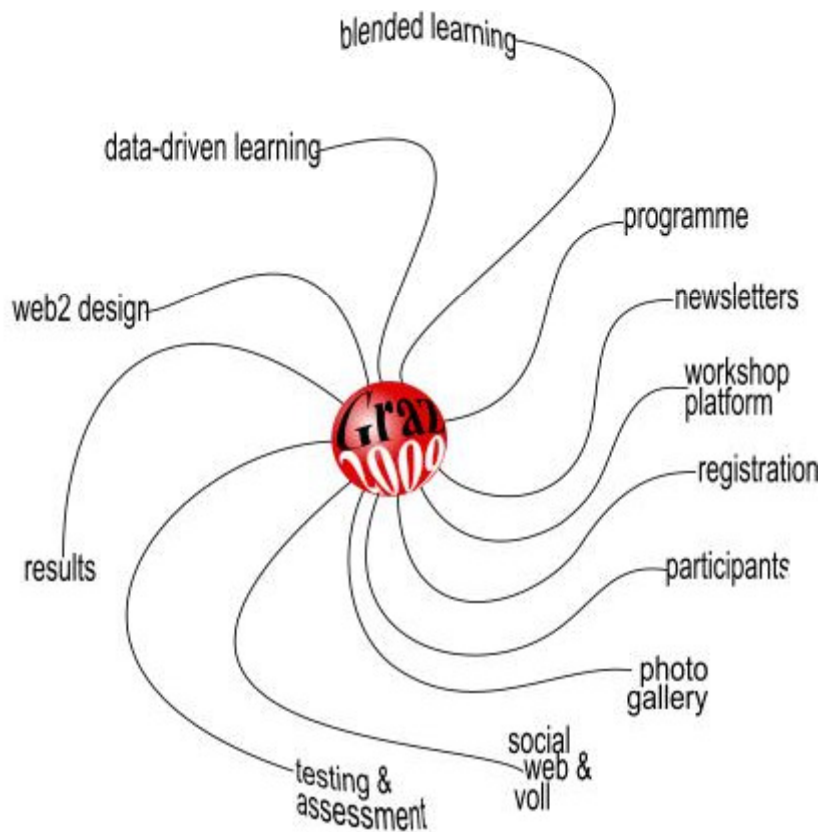 blended learning
data-driven learning
programme
web2 design
newsletters
workshop
platform
Graz
2009
registration
results
participants
photo
gallery
social
web &
voll
testing &
assessment